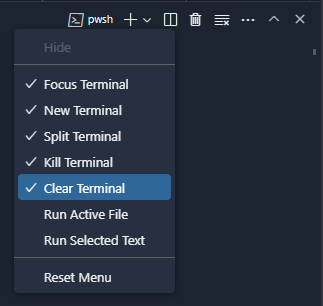 pwsh
Hide
Focus Terminal
New Terminal
Split Terminal
Kill Terminal
Clear Terminal
Run Active File
Run Selected Text
Reset Menu